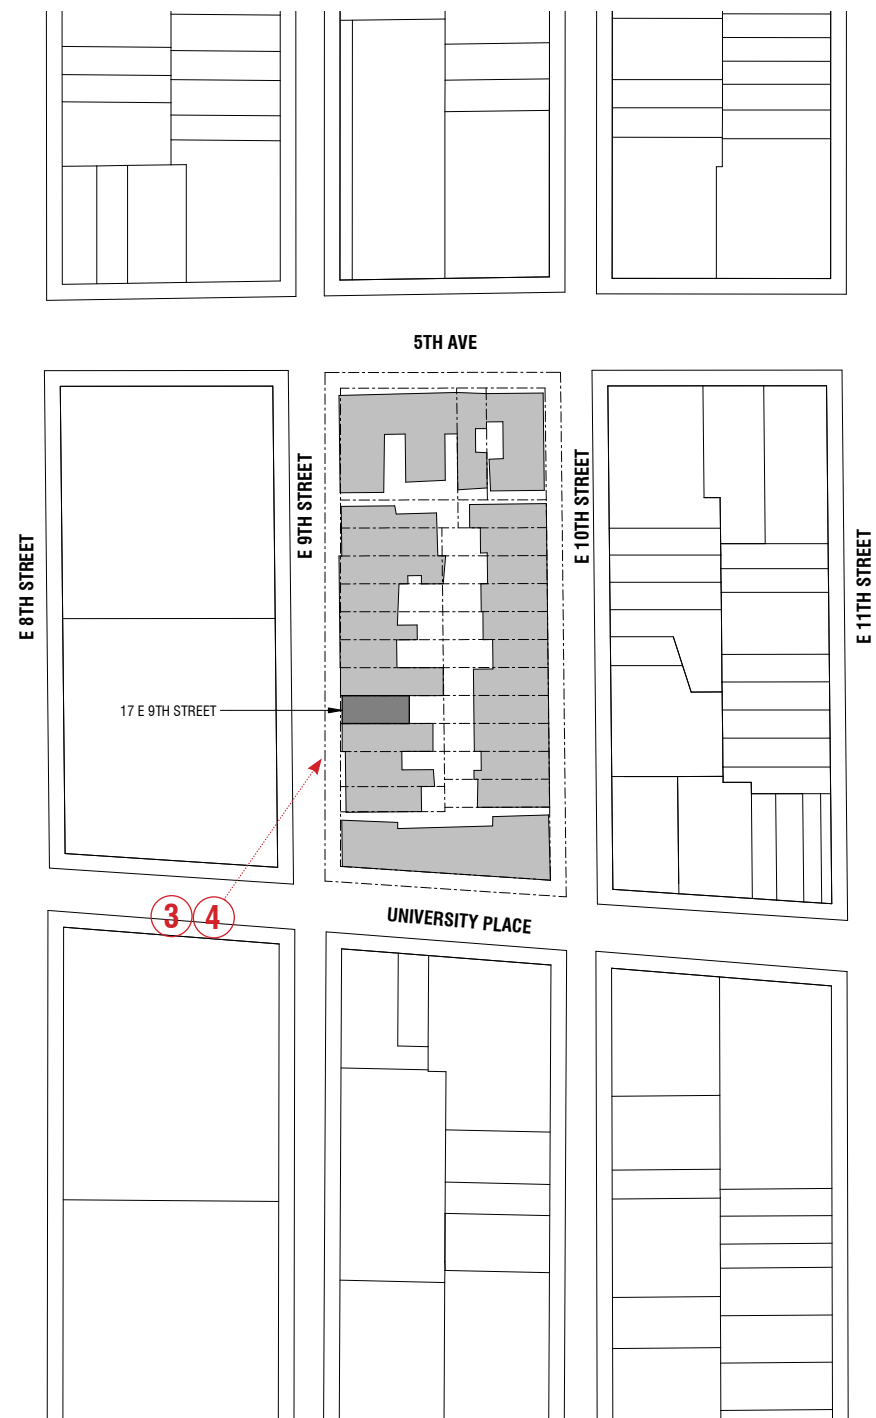 5TH AVE
E 9TH STREET
E 10TH STREET
E 8TH STREET
E 11TH STREET
17 E 9TH STREET
3 4
UNIVERSITY PLACE